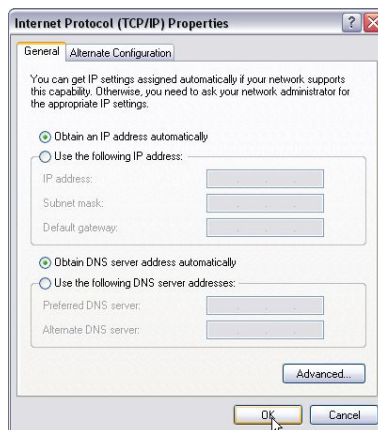 Internet Protocol (TCP/IP) Properties
General
Alternate Configuration
You can get IP settings assigned automatically if your network supports
this capability. Otherwise, you need to ask your network administrator for
the appropriate IP settings.
Obtain an IP address automatically
Use the following IP address:
IP address:
Subnet mask:
Default gateway:
Obtain DNS server address automatically
Use the following DNS server addresses:
Preferred DNS server:
Alternate DNS server:
Advanced...
OK
Cancel